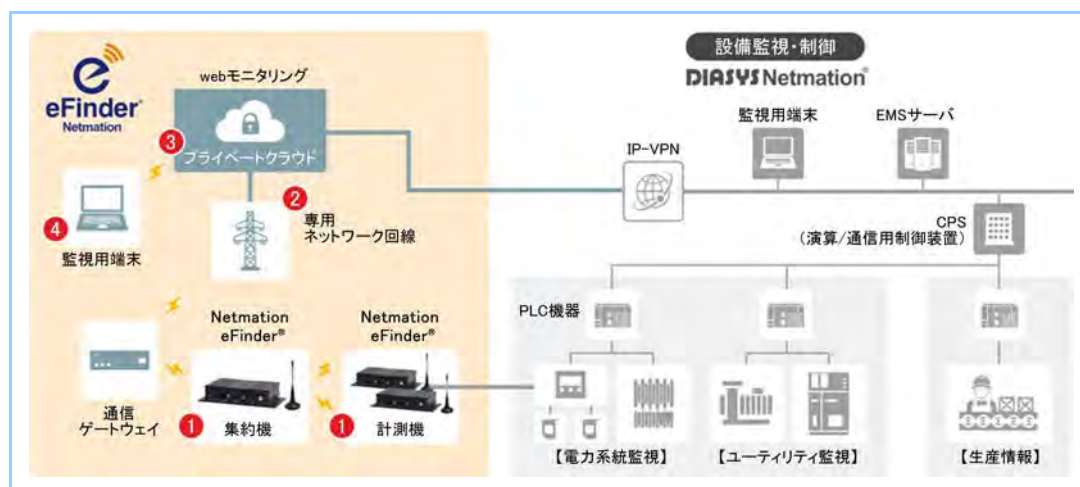 設備監視・制御
DIASYS Netmation®
e
eFinder®
Netmation
webモニタリング
3
プライベートクラウド
監視用端末
EMSサーバ
IP-VPN
2
専用
ネットワーク回線
4
監視用端末
CPS
(演算/通信用制御装置)
PLC機器
Netmation
eFinder®
Netmation
eFinder®
通信
ゲートウェイ
1
集約機
1
計測機
【電力系統監視】
【ユーティリティ監視】
【生産情報】